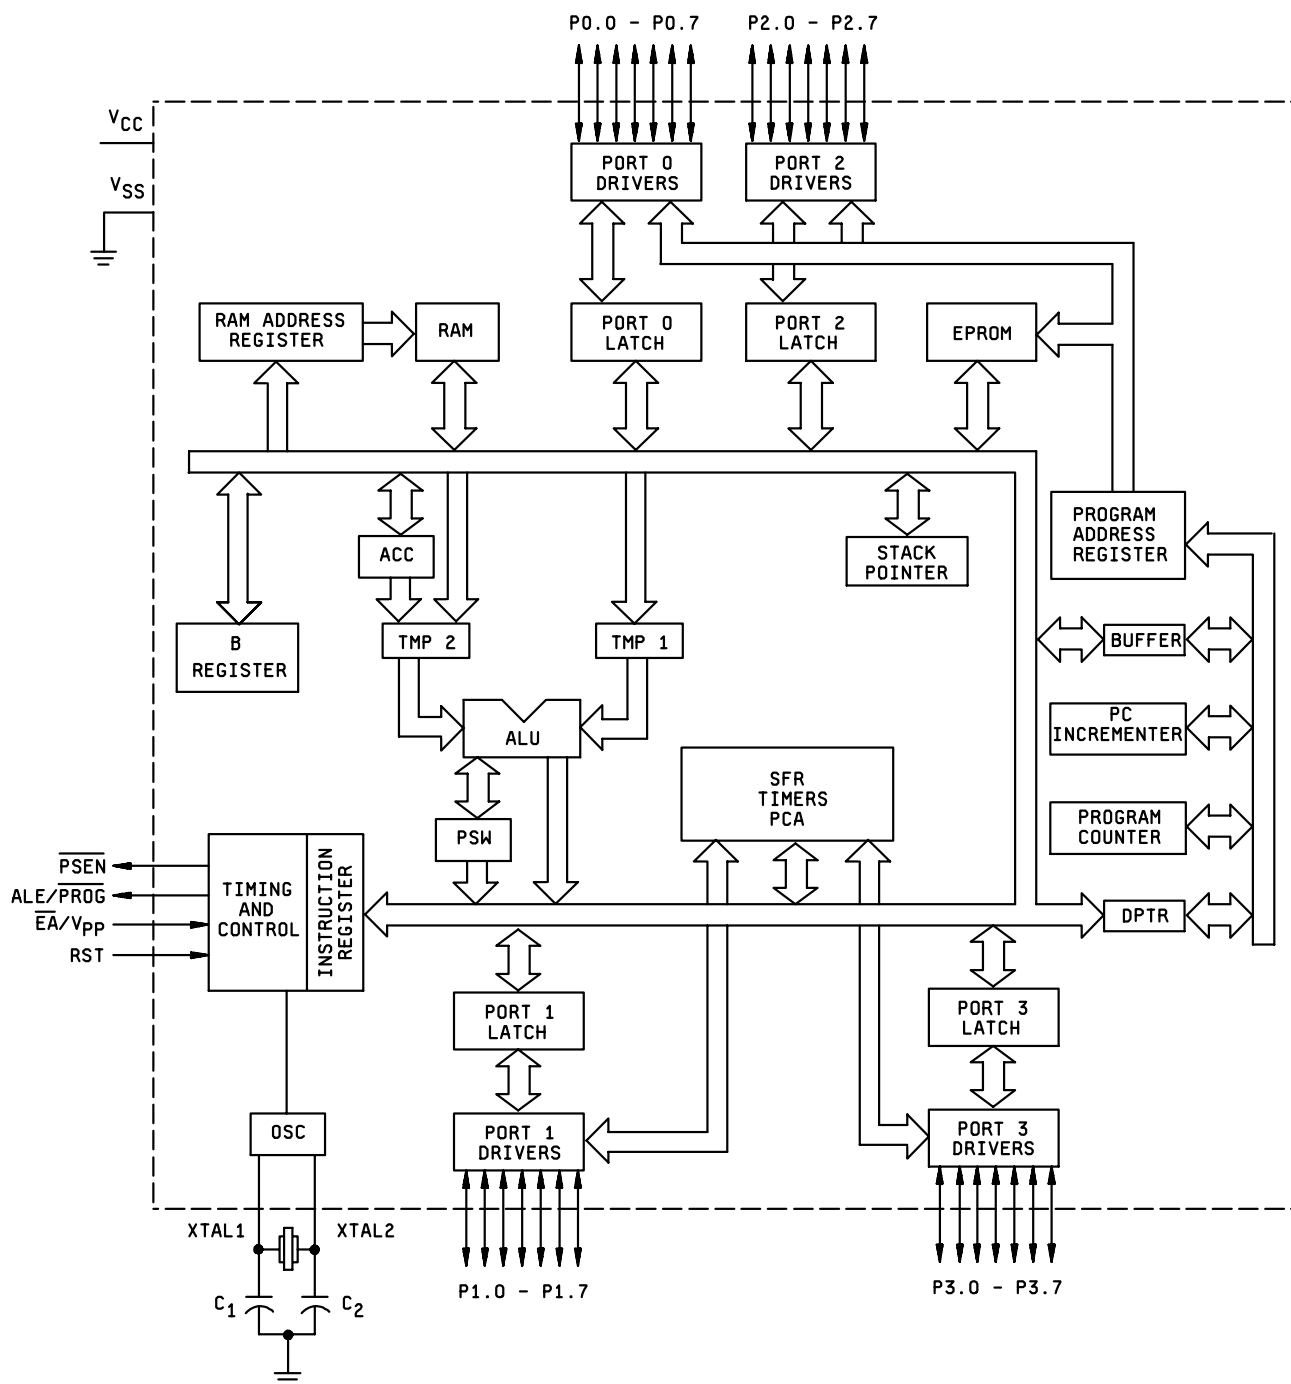 P0.0 - P0.7
P2.0 - P2.7
VCC
VSS
PORT 0
DRIVERS
PORT 2
DRIVERS
RAM ADDRESS
REGISTER
RAM
PORT 0
LATCH
PORT 2
LATCH
EPROM
PROGRAM
ADDRESS
REGISTER
ACC
STACK
POINTER
B
REGISTER
TMP 2
TMP 1
BUFFER
ALU
PC
INCREMENTER
SFR
TIMERS
PCA
PSW
PROGRAM
COUNTER
PSEN
ALE/PROG
EA/VPP
RST
TIMING
AND
CONTROL
INSTRUCTION
REGISTER
DPTR
PORT 1
LATCH
PORT 3
LATCH
OSC
PORT 1
DRIVERS
PORT 3
DRIVERS
XTAL1
XTAL2
C1
C2
P1.0 - P1.7
P3.0 - P3.7